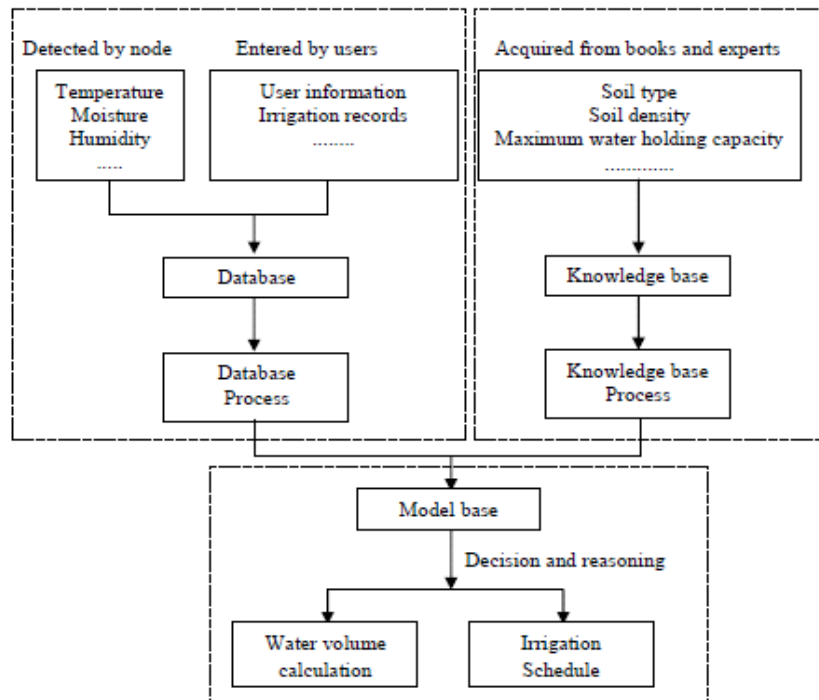 Detected by node
Temperature
Moisture
Humidity
.....
Entered by users
User information
Irrigation records
........
Acquired from books and experts
Soil type
Soil density
Maximum water holding capacity
.............
Database
Database
Process
Knowledge base
Knowledge base
Process
Model base
Decision and reasoning
Water volume
calculation
Irrigation
Schedule